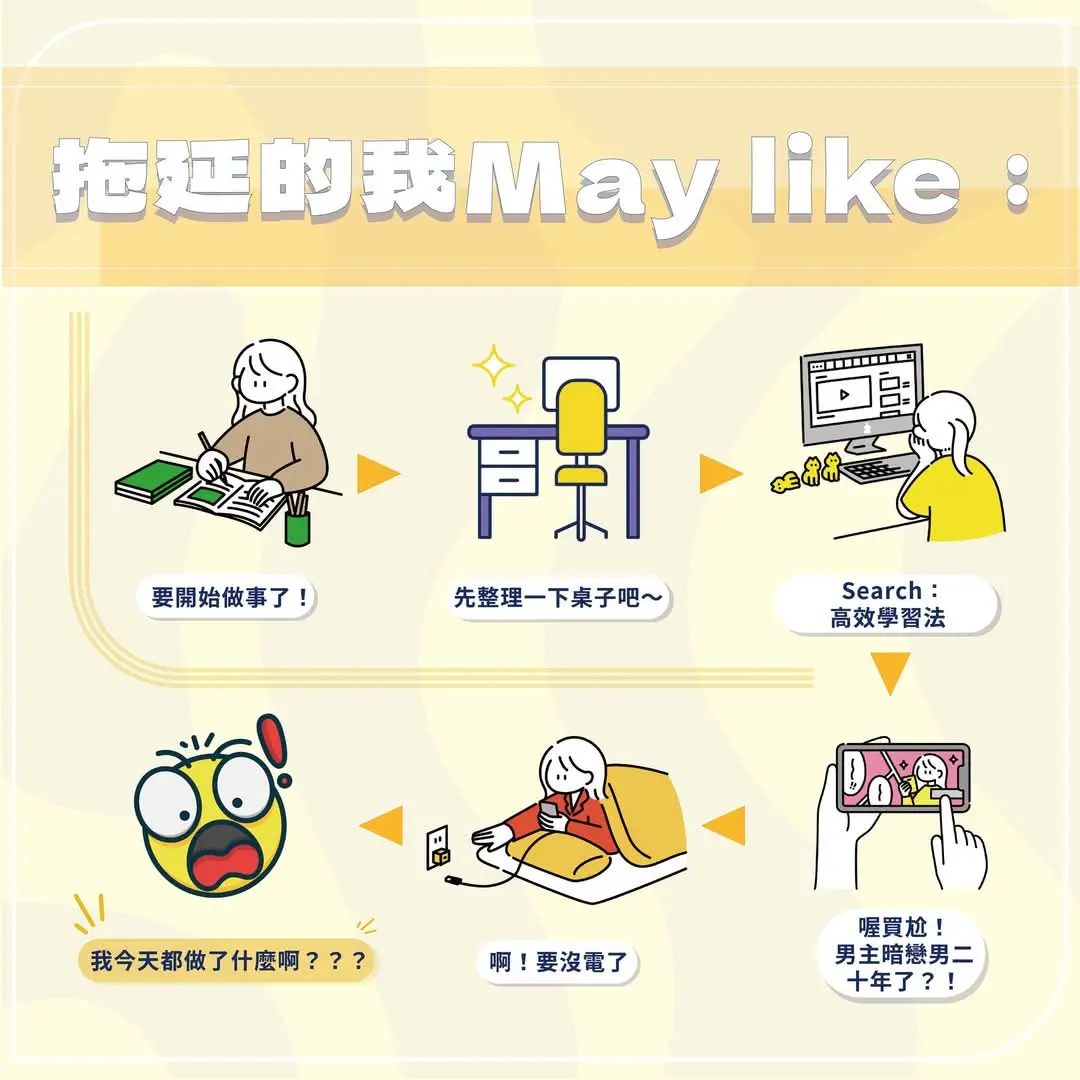 拖延的我May like：
要開始做事了！
先整理一下桌子吧～
Search：
高效學習法
喔買尬！
男主暗戀男二
十年了？！
啊！要沒電了
我今天都做了什麼啊？？？